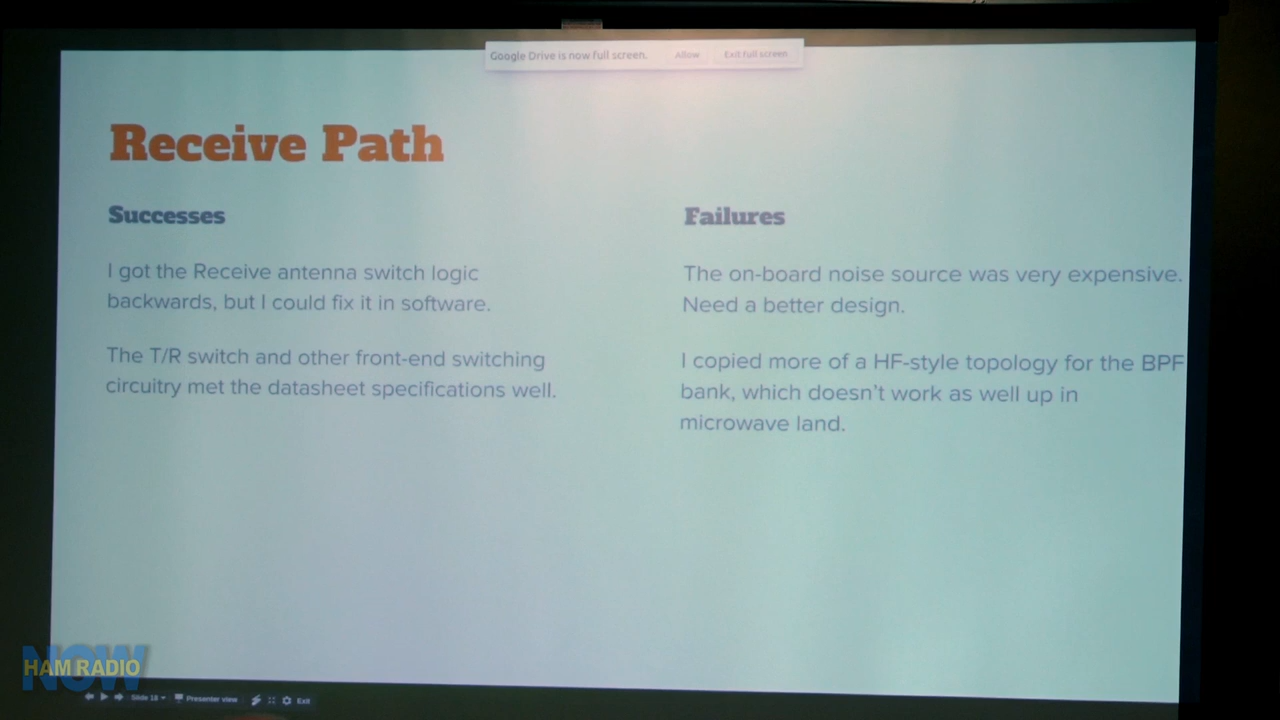 Google Drive is now full screen. Allow Exit full screen
Receive Path
Successes
I got the Receive antenna switch logic
backwards, but I could fix it in software.
The T/R switch and other front-end switching
circuitry met the datasheet specifications well.
Failures
The on-board noise source was very expensive.
Need a better design.
I copied more of a HF-style topology for the BPF
bank, which doesn't work as well up in
microwave land.
NOW
HAM RADIO
Slide 18 Presenter view Exit